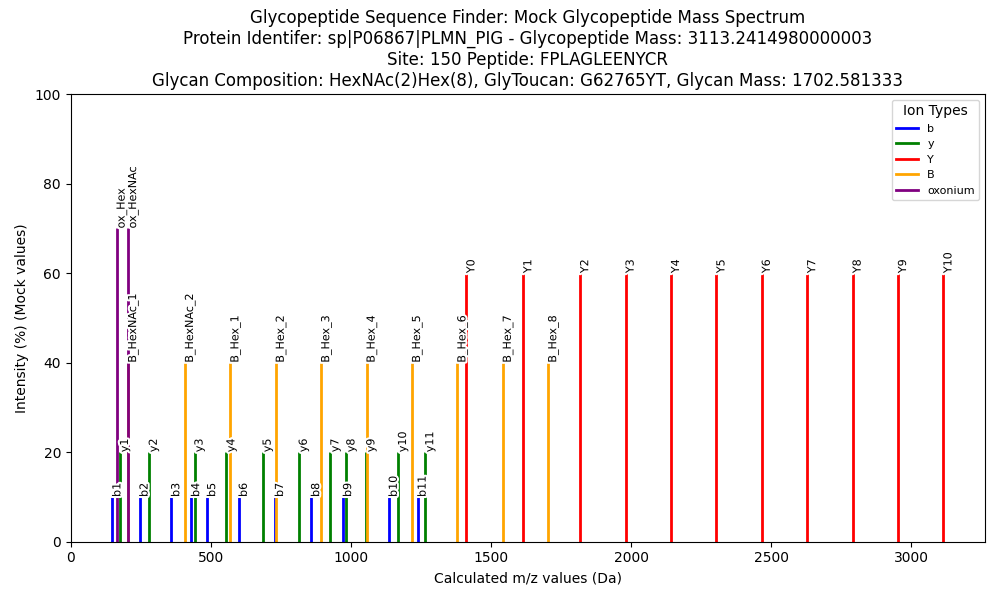 Glycopeptide Sequence Finder: Mock Glycopeptide Mass Spectrum
Protein Identifer: sp|P06867|PLMN_PIG - Glycopeptide Mass: 3113.2414980000003
Site: 150 Peptide: FPLAGLEENYCR
Glycan Composition: HexNAc(2)Hex(8), GlyToucan: G62765YT, Glycan Mass: 1702.581333
Ion Types
b
y
Y
B
oxonium
Intensity (%) (Mock values)
100
80
60
40
20
0
ox_Hex
ox_HexNAc
Y0
Y1
Y2
Y3
Y4
Y5
Y6
Y7
Y8
Y9
Y10
B_HexNAc_1
B_HexNAc_2
B_Hex_1
B_Hex_2
B_Hex_3
B_Hex_4
B_Hex_5
B_Hex_6
B_Hex_7
B_Hex_8
y1
y2
y3
y4
y5
y6
y7
y8
y9
y10
y11
b1
b2
b3
b4
b5
b6
b7
b8
b9
b10
b11
0
500
1000
1500
2000
2500
3000
Calculated m/z values (Da)